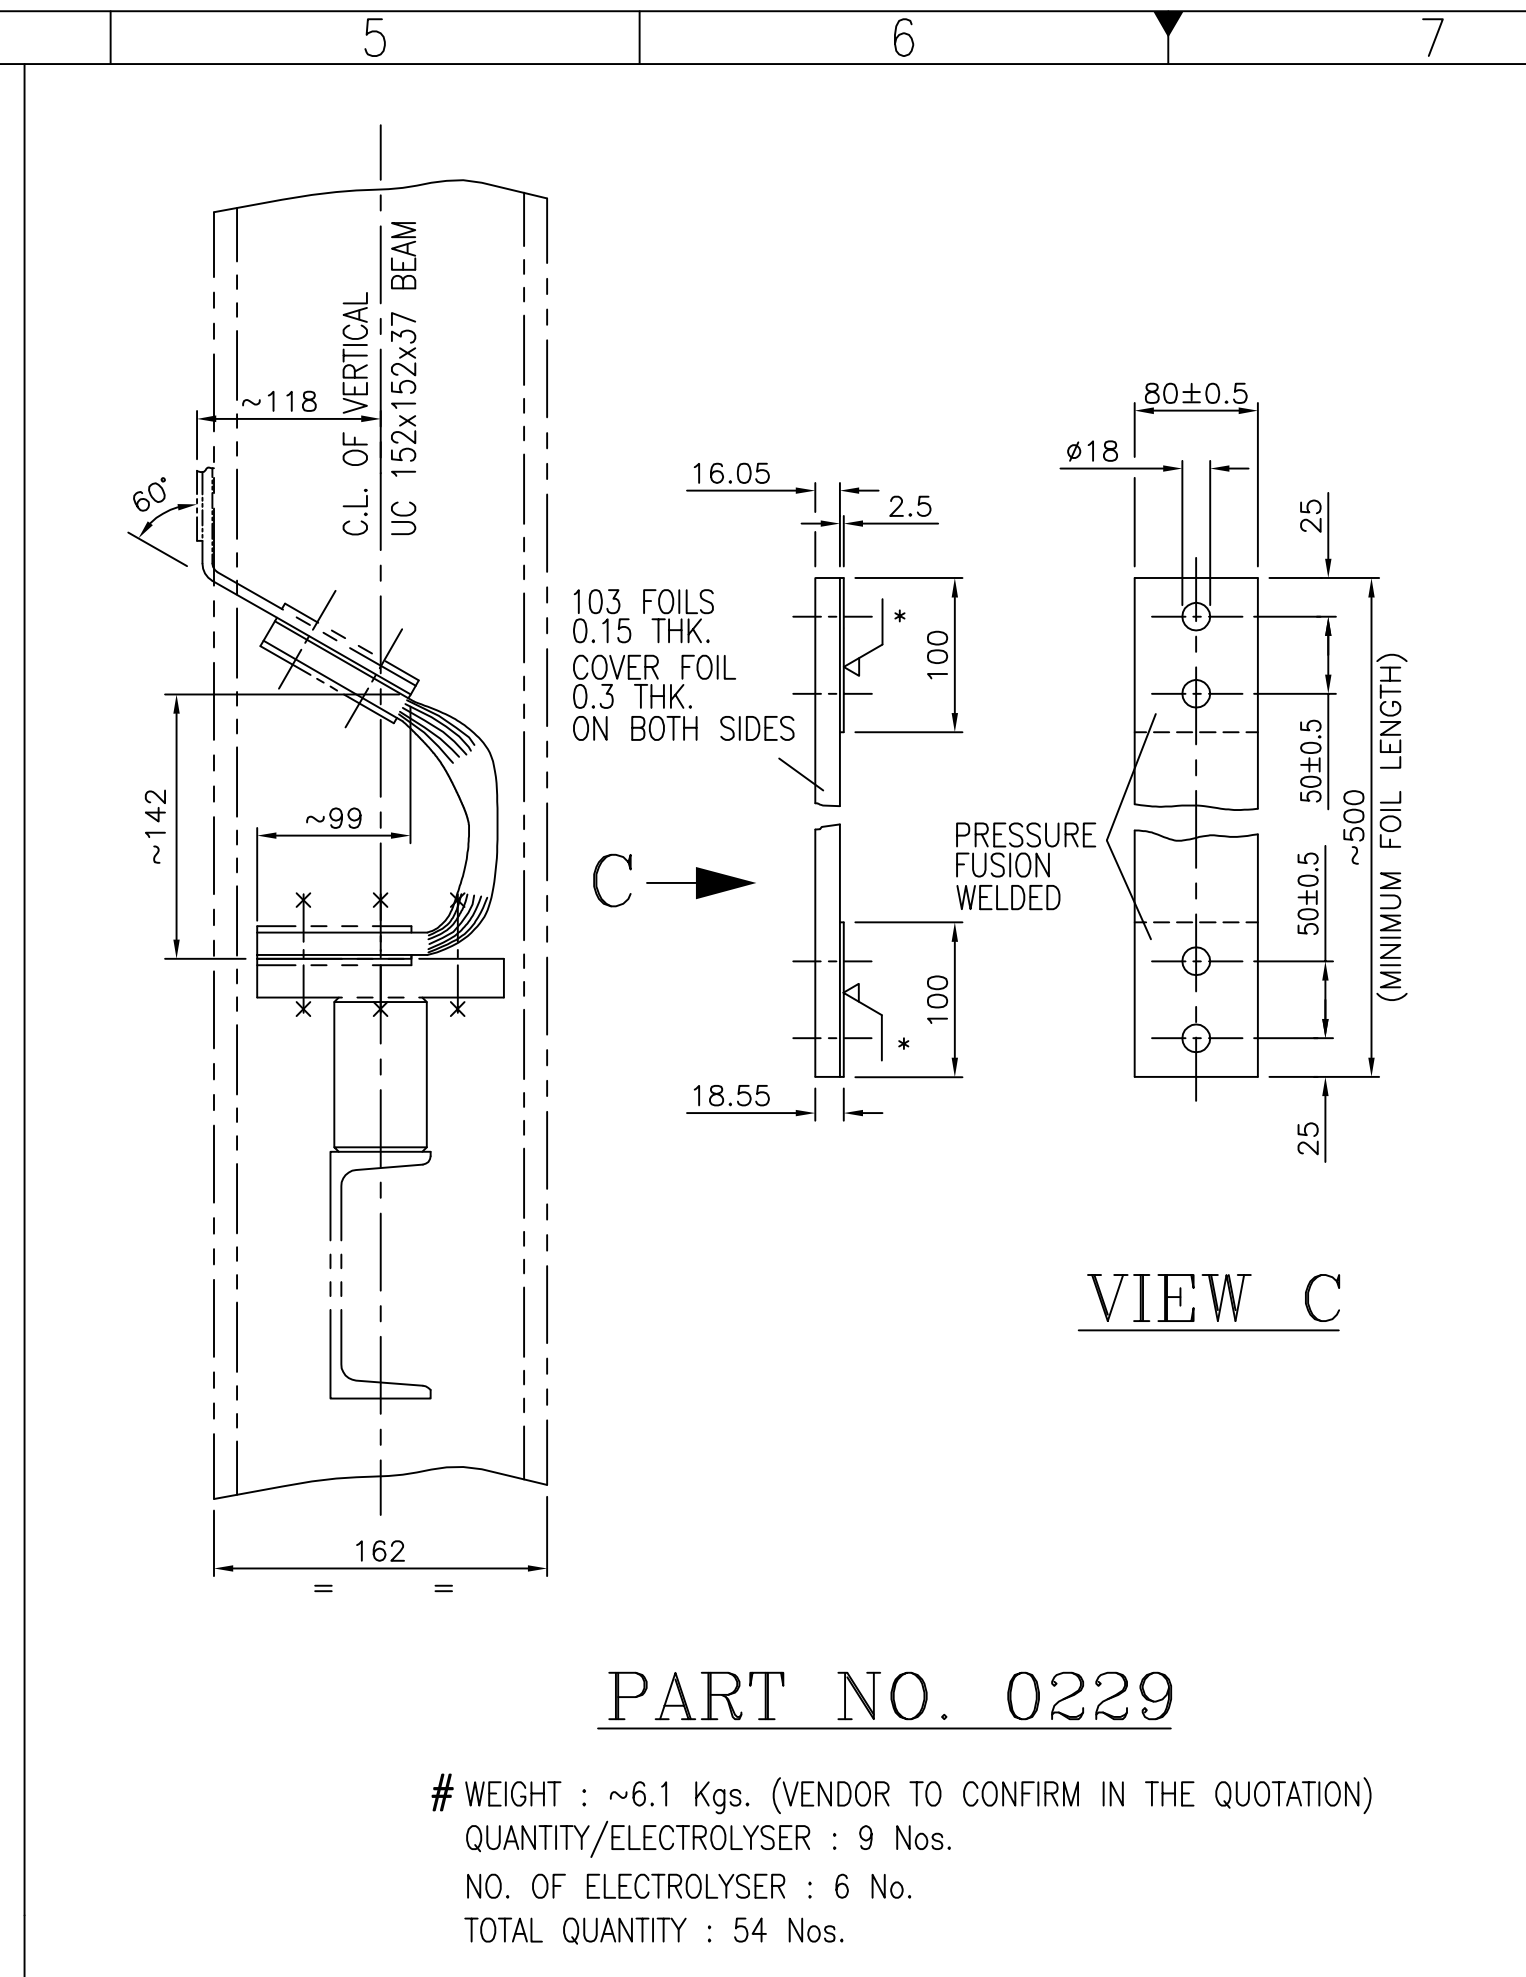 5
6
7
C.L. OF VERTICAL
UC 152x152x37 BEAM
~118
60°
~142
~99
162
=
=
16.05
2.5
103 FOILS
0.15 THK.
COVER FOIL
0.3 THK.
ON BOTH SIDES
*
100
C
100
*
18.55
80±0.5
ø18
25
50±0.5
PRESSURE
FUSION
WELDED
50±0.5
~500
(MINIMUM FOIL LENGTH)
25
VIEW C
PART NO. 0229
# WEIGHT : ~6.1 Kgs. (VENDOR TO CONFIRM IN THE QUOTATION)
QUANTITY/ELECTROLYSER : 9 Nos.
NO. OF ELECTROLYSER : 6 No.
TOTAL QUANTITY : 54 Nos.